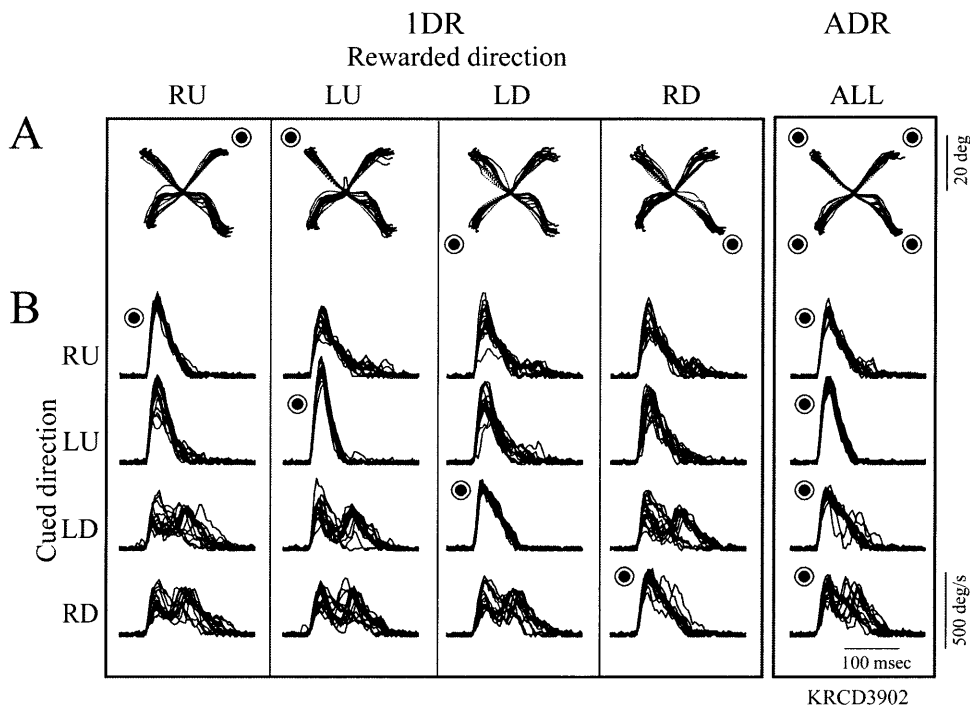 1DR
ADR
Rewarded direction
RU LU LD RD ALL
A
20 deg
B
RU
LU
LD
RD
Cued direction
500 deg/s
100 msec
KRCD3902